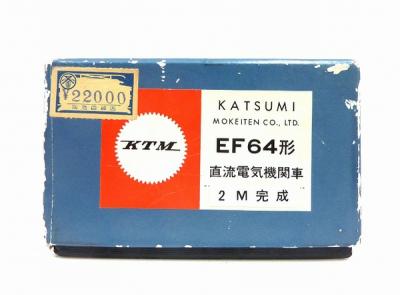 ¥22000
KTM
KATSUMI
MOKEITEN CO., LTD.
EF64形
直流電気機関車
2M完成